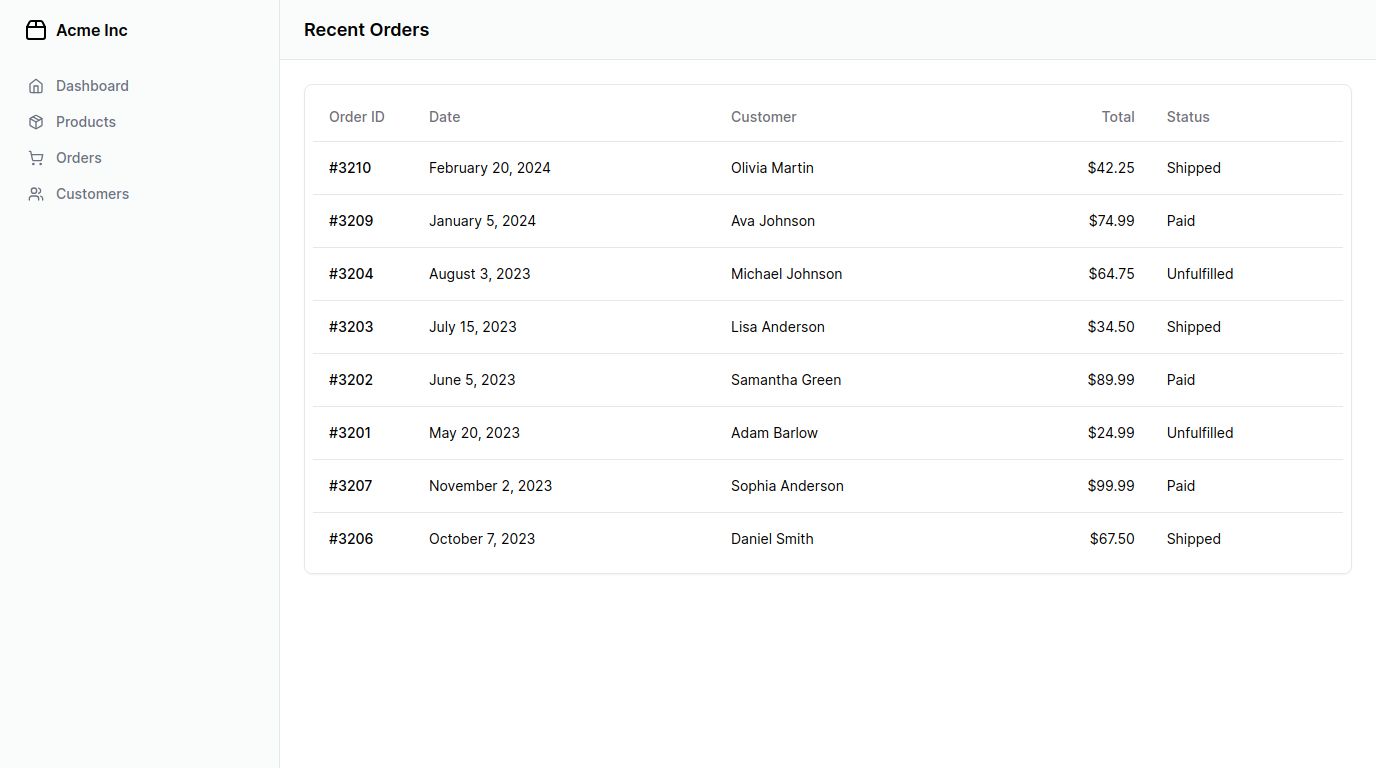 Acme Inc
Dashboard
Products
Orders
Customers
Recent Orders
Order ID Date Customer Total Status
#3210 February 20, 2024 Olivia Martin $42.25 Shipped
#3209 January 5, 2024 Ava Johnson $74.99 Paid
#3204 August 3, 2023 Michael Johnson $64.75 Unfulfilled
#3203 July 15, 2023 Lisa Anderson $34.50 Shipped
#3202 June 5, 2023 Samantha Green $89.99 Paid
#3201 May 20, 2023 Adam Barlow $24.99 Unfulfilled
#3207 November 2, 2023 Sophia Anderson $99.99 Paid
#3206 October 7, 2023 Daniel Smith $67.50 Shipped